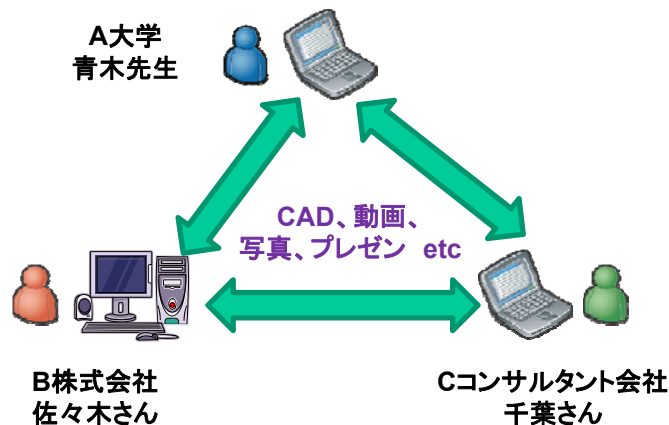 A大学
青木先生
CAD、動画、
写真、プレゼン etc
B株式会社
佐々木さん
Cコンサルタント会社
千葉さん